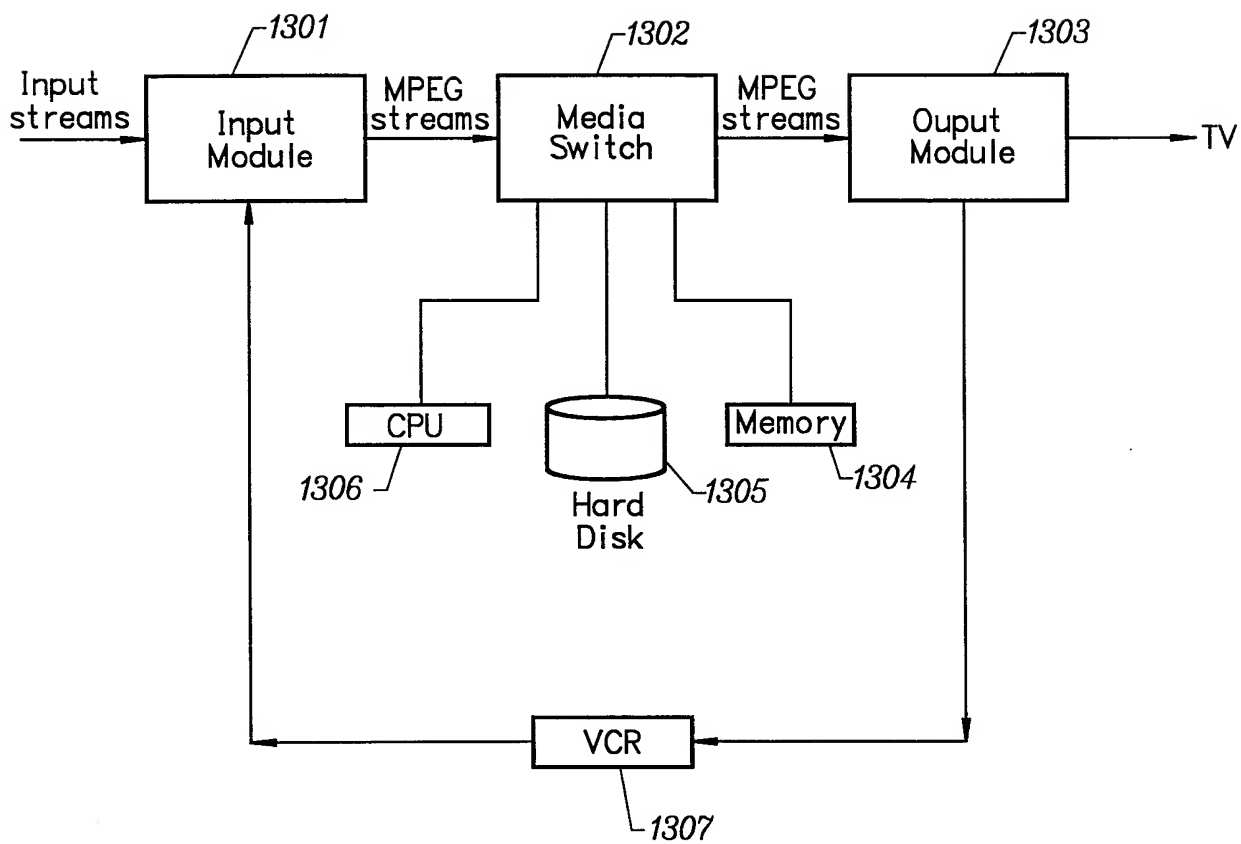 1301
1302
1303
Input
streams
Input
Module
MPEG
streams
Media
Switch
MPEG
streams
Ouput
Module
TV
CPU
1306
Hard
Disk
1305
Memory
1304
VCR
1307